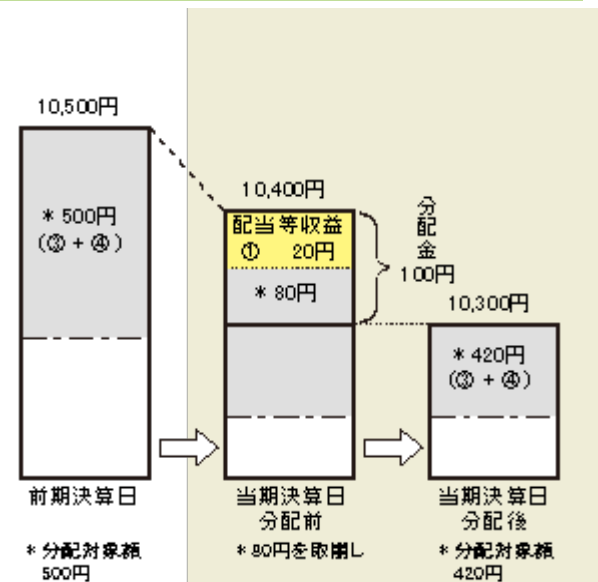 10,500円
* 500円
(③ + ④)
前期決算日
* 分配対象額
500円
10,400円
配当等収益
① 20円
* 80円
分配金
100円
当期決算日
分配前
* 80円を取崩し
10,300円
* 420円
(③ + ④)
当期決算日
分配後
* 分配対象額
420円